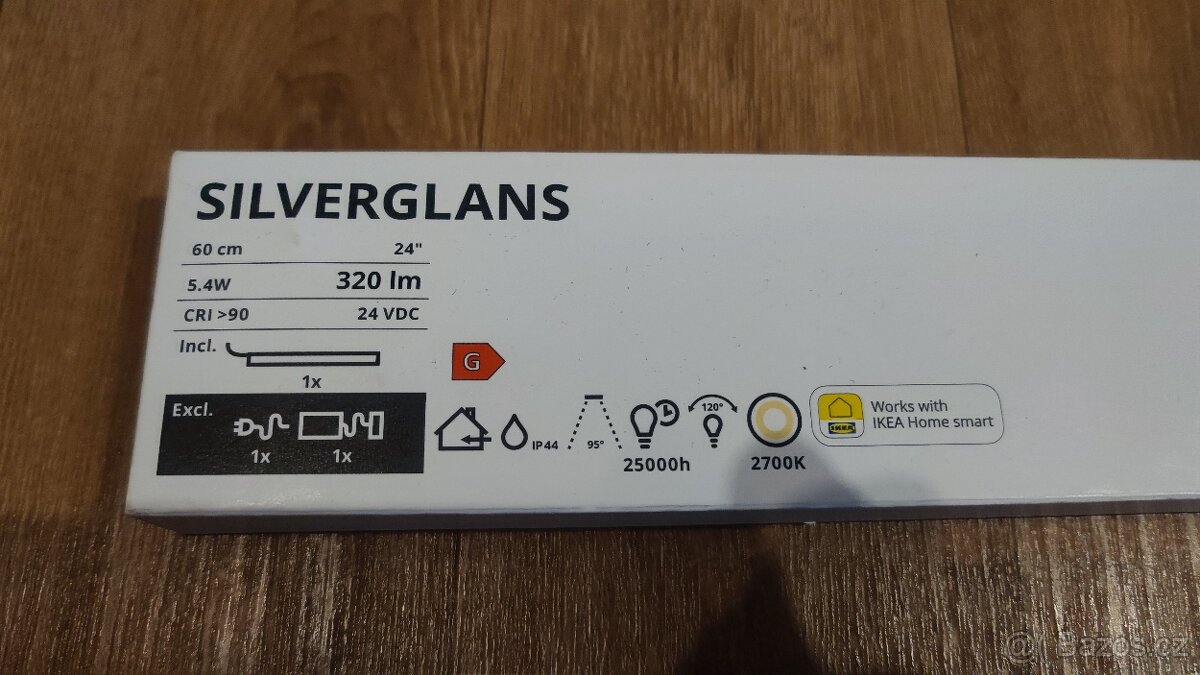 SILVERGLANS
60 cm 24"
5.4W 320 lm
CRI >90 24 VDC
Incl.
1x
G
Excl.
1x 1x
IP44
95°
25000h
120°
2700K
IKEA
Works with
IKEA Home smart
@ Bazos.cz